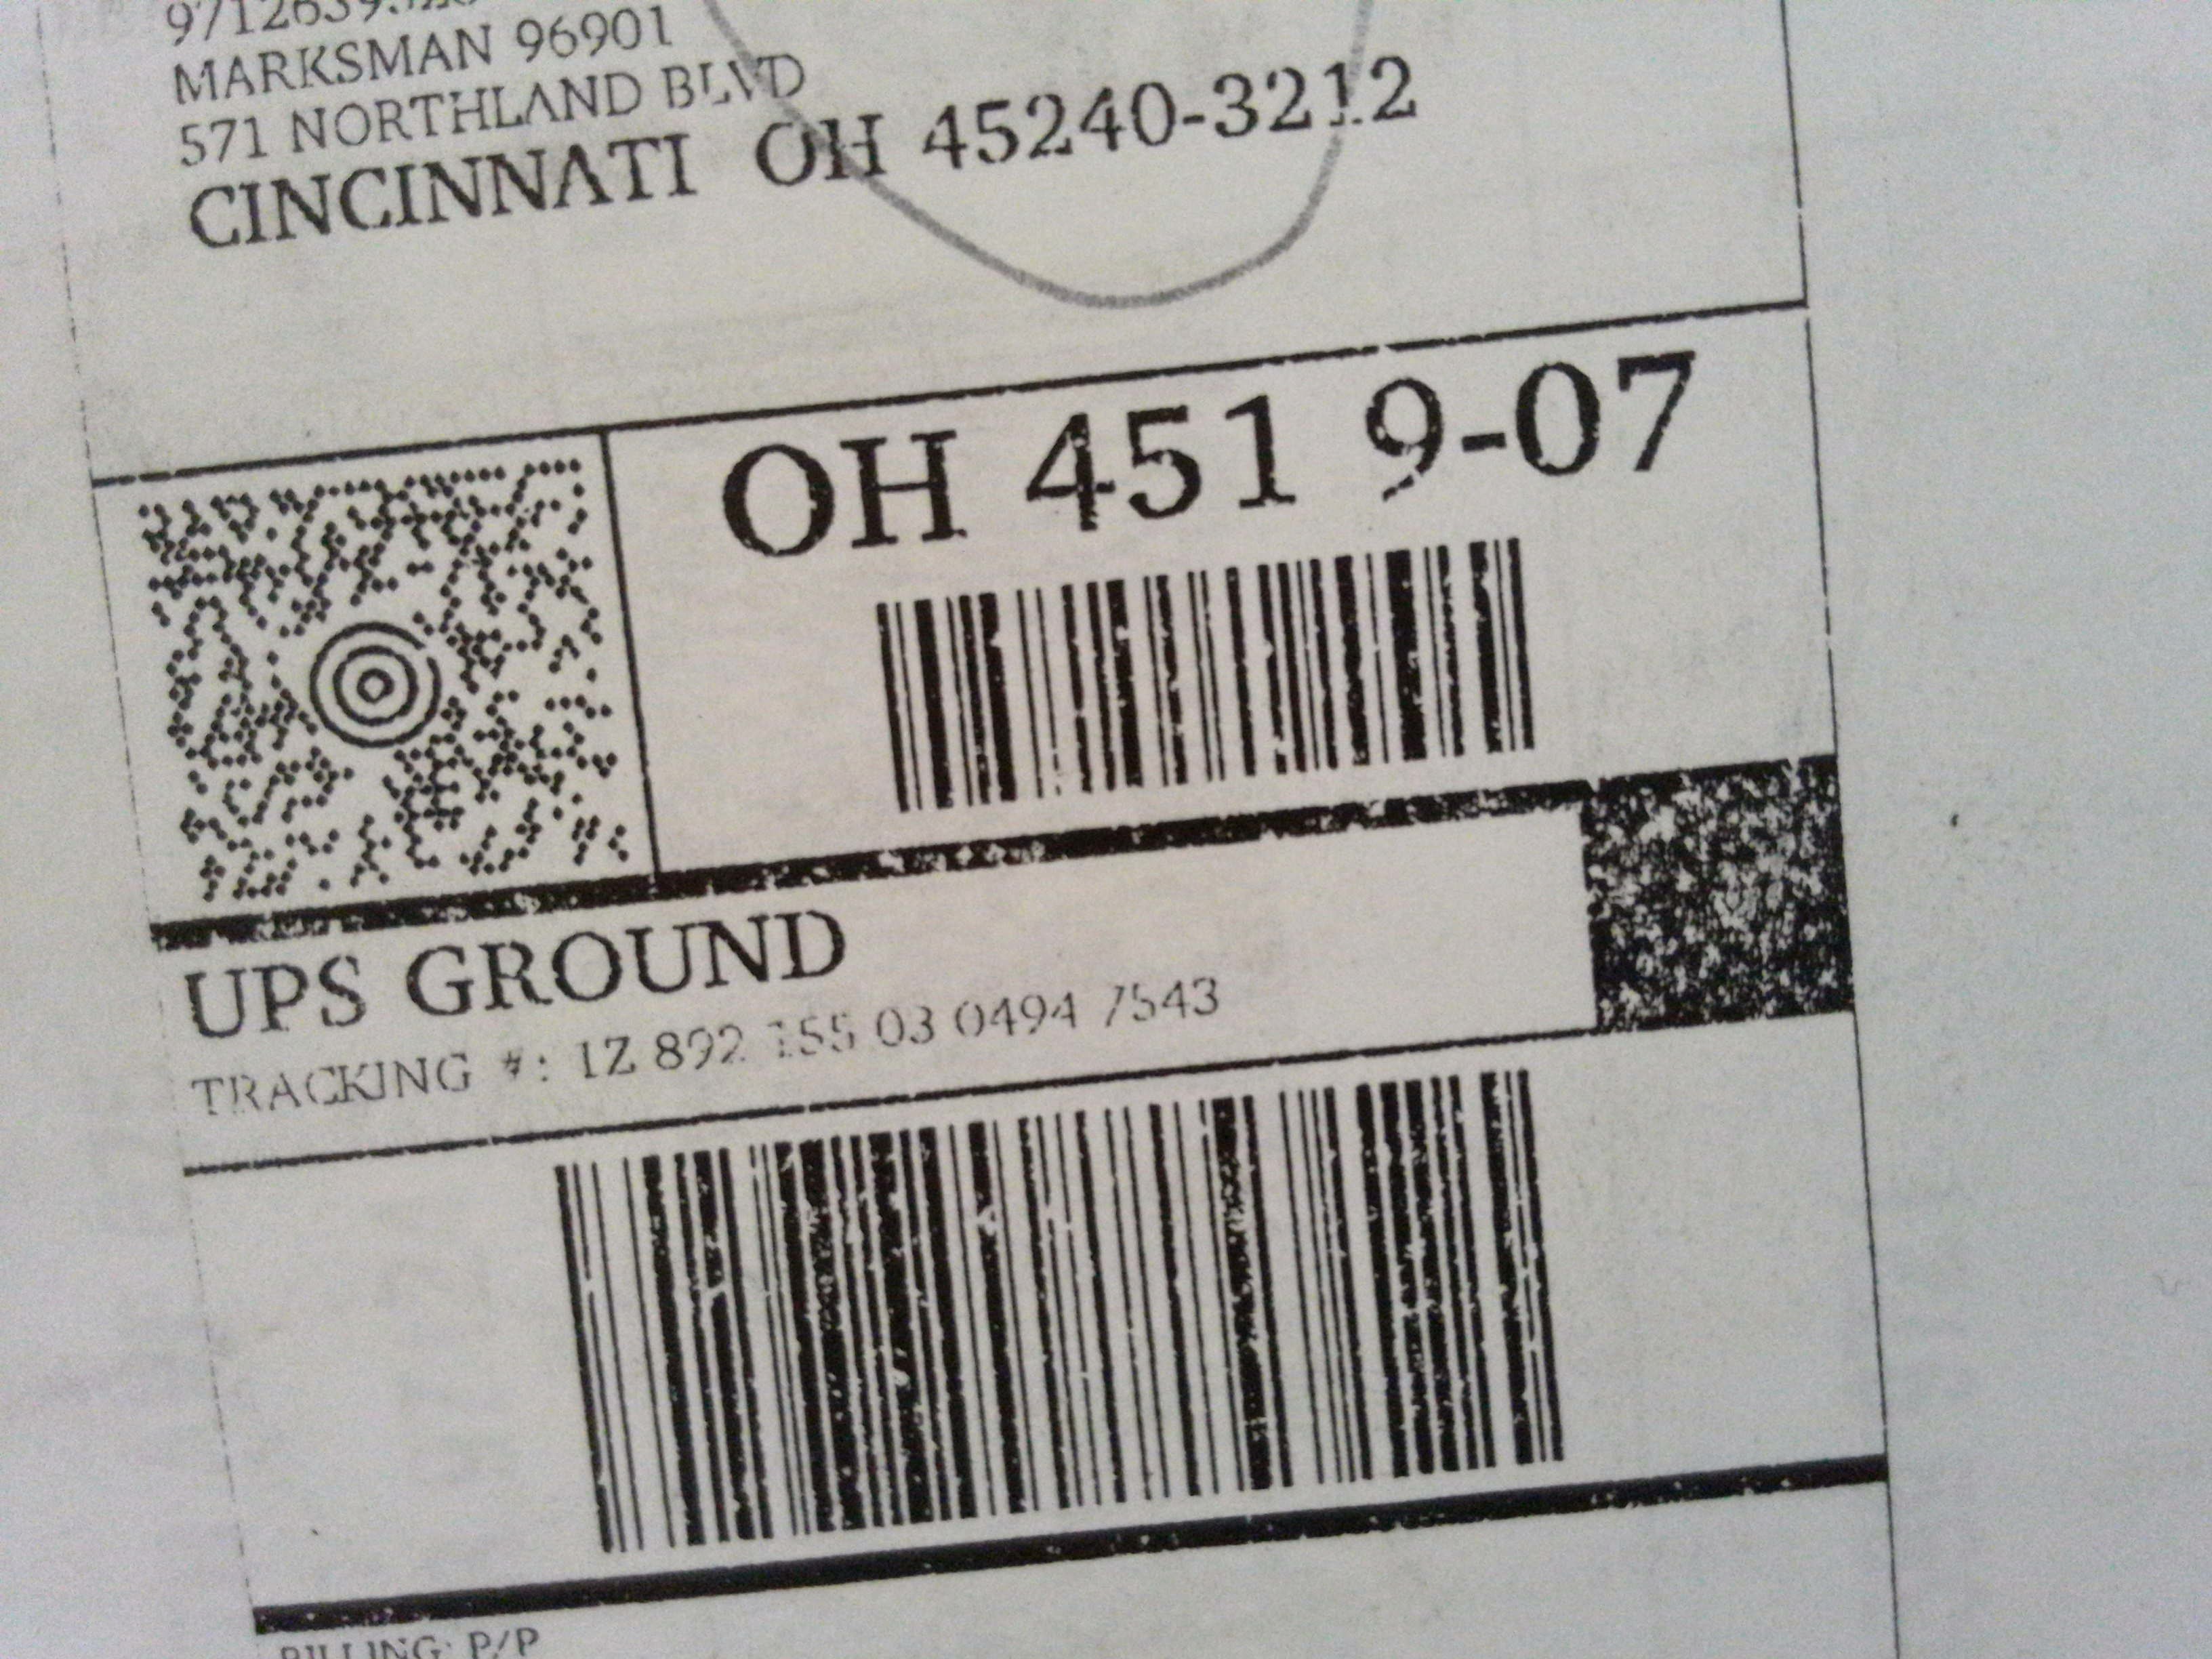 MARKSMAN 96901
571 NORTHLAND BLVD
CINCINNATI OH 45240-3212
OH 451 9-07
UPS GROUND
TRACKING #: 1Z 892 155 03 0494 7543
BILLING: P/P